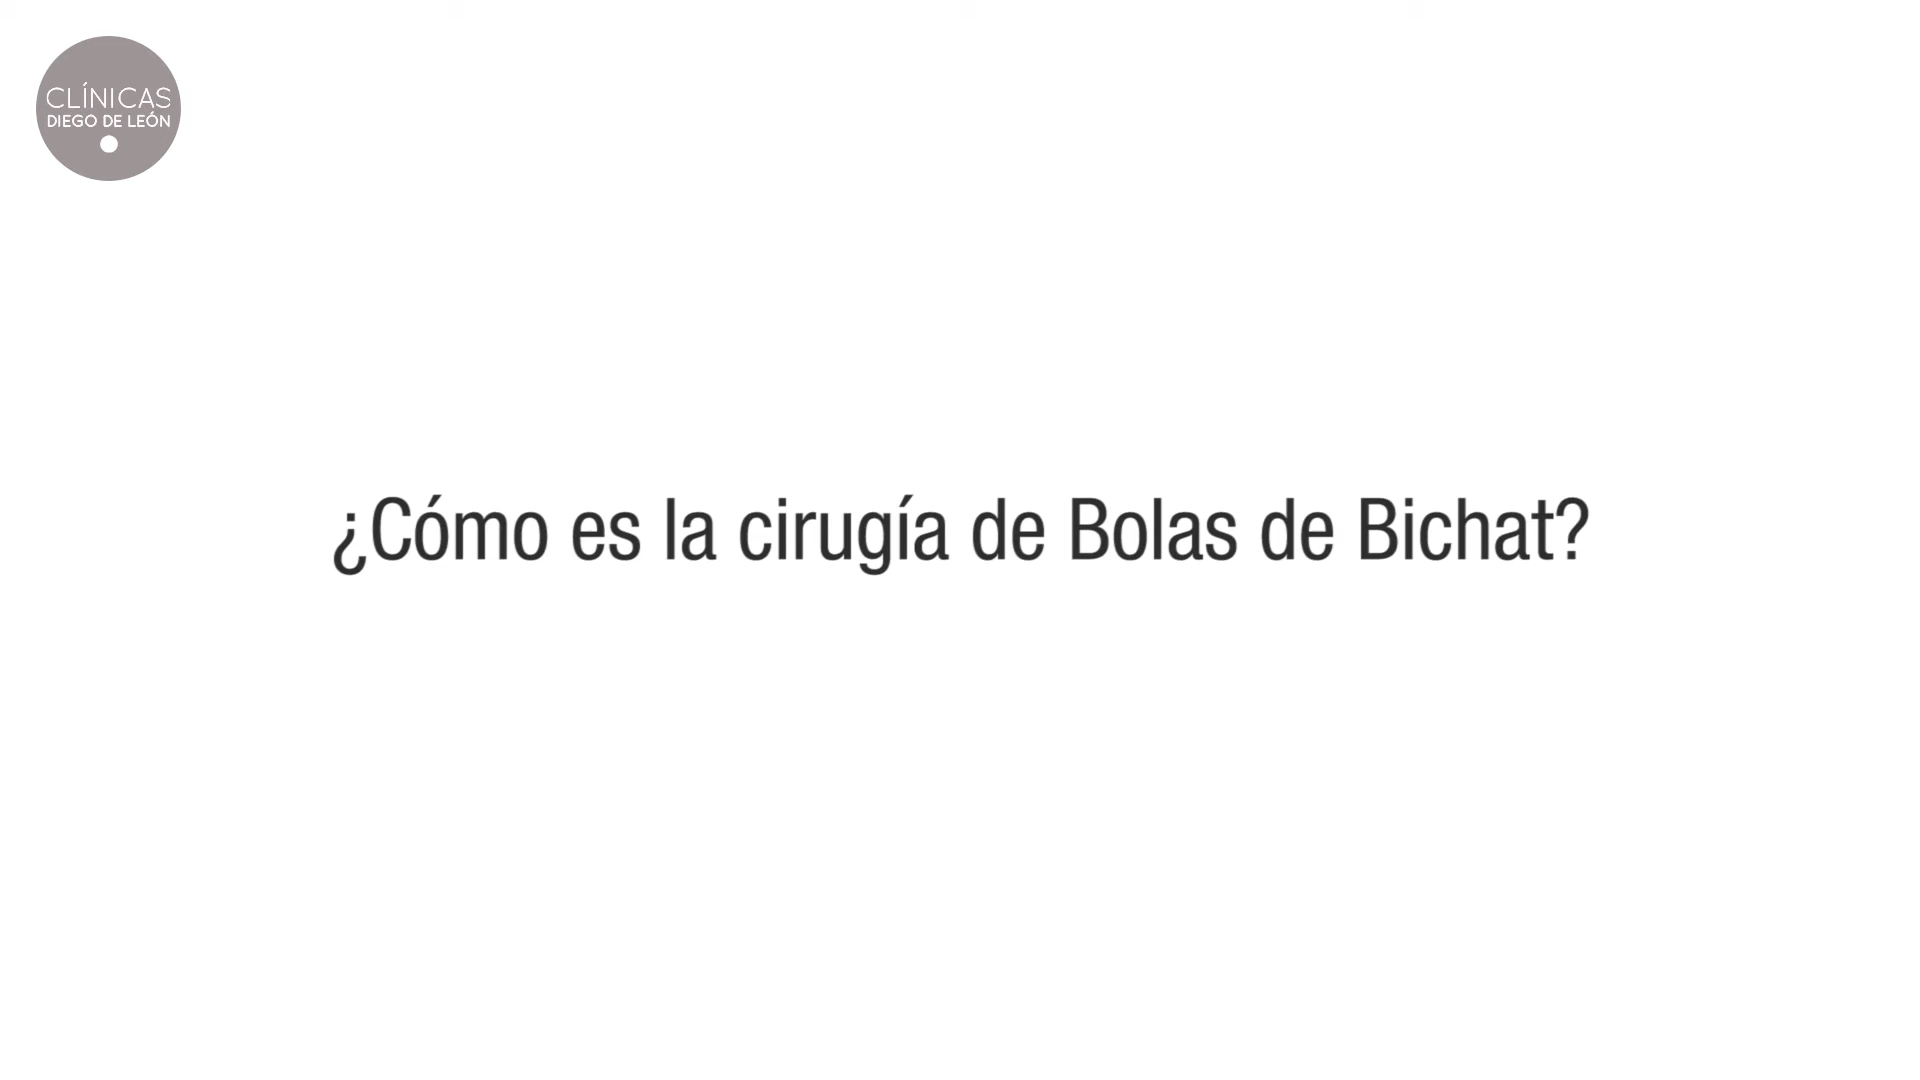 CLÍNICAS
DIEGO DE LEÓN
¿Cómo es la cirugía de Bolas de Bichat?